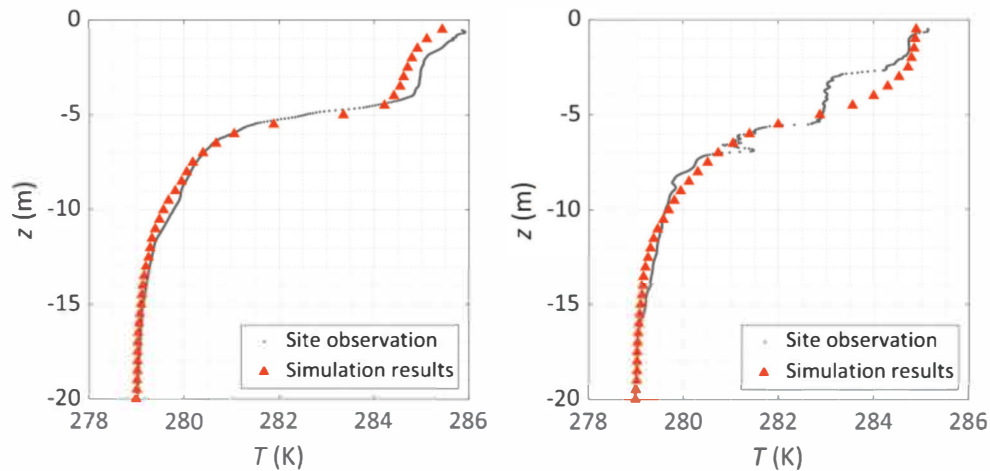 0
-5
-10
-15
-20
z (m)
278 280 282 284 286
T (K)
Site observation
Simulation results
0
-5
-10
-15
-20
z (m)
278 280 282 284 286
T (K)
Site observation
Simulation results